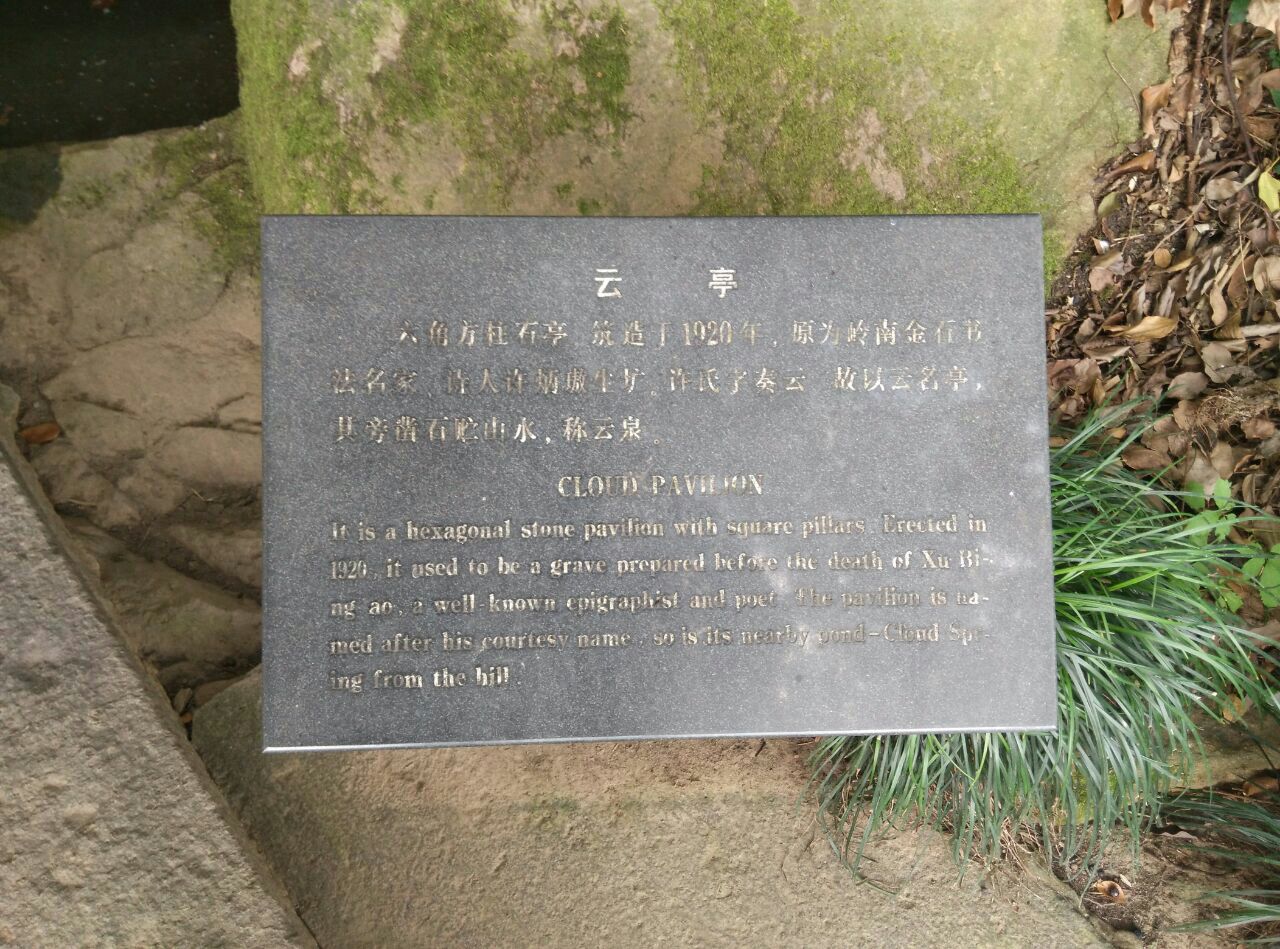 云 亭
六角方柱石亭，筑造于1920年，原为岭南金石书
法名家、诗人许炳璈生圹。许氏字奏云，故以云名亭，
其旁凿石贮山水，称云泉。
CLOUD PAVILION
It is a hexagonal stone pavilion with square pillars. Erected in
1920, it used to be a grave prepared before the death of Xu Bi-
ng ao, a well-known epigraphist and poet. The pavilion is na-
med after his courtesy name, so is its nearby pond-Cloud Spr-
ing from the hill.